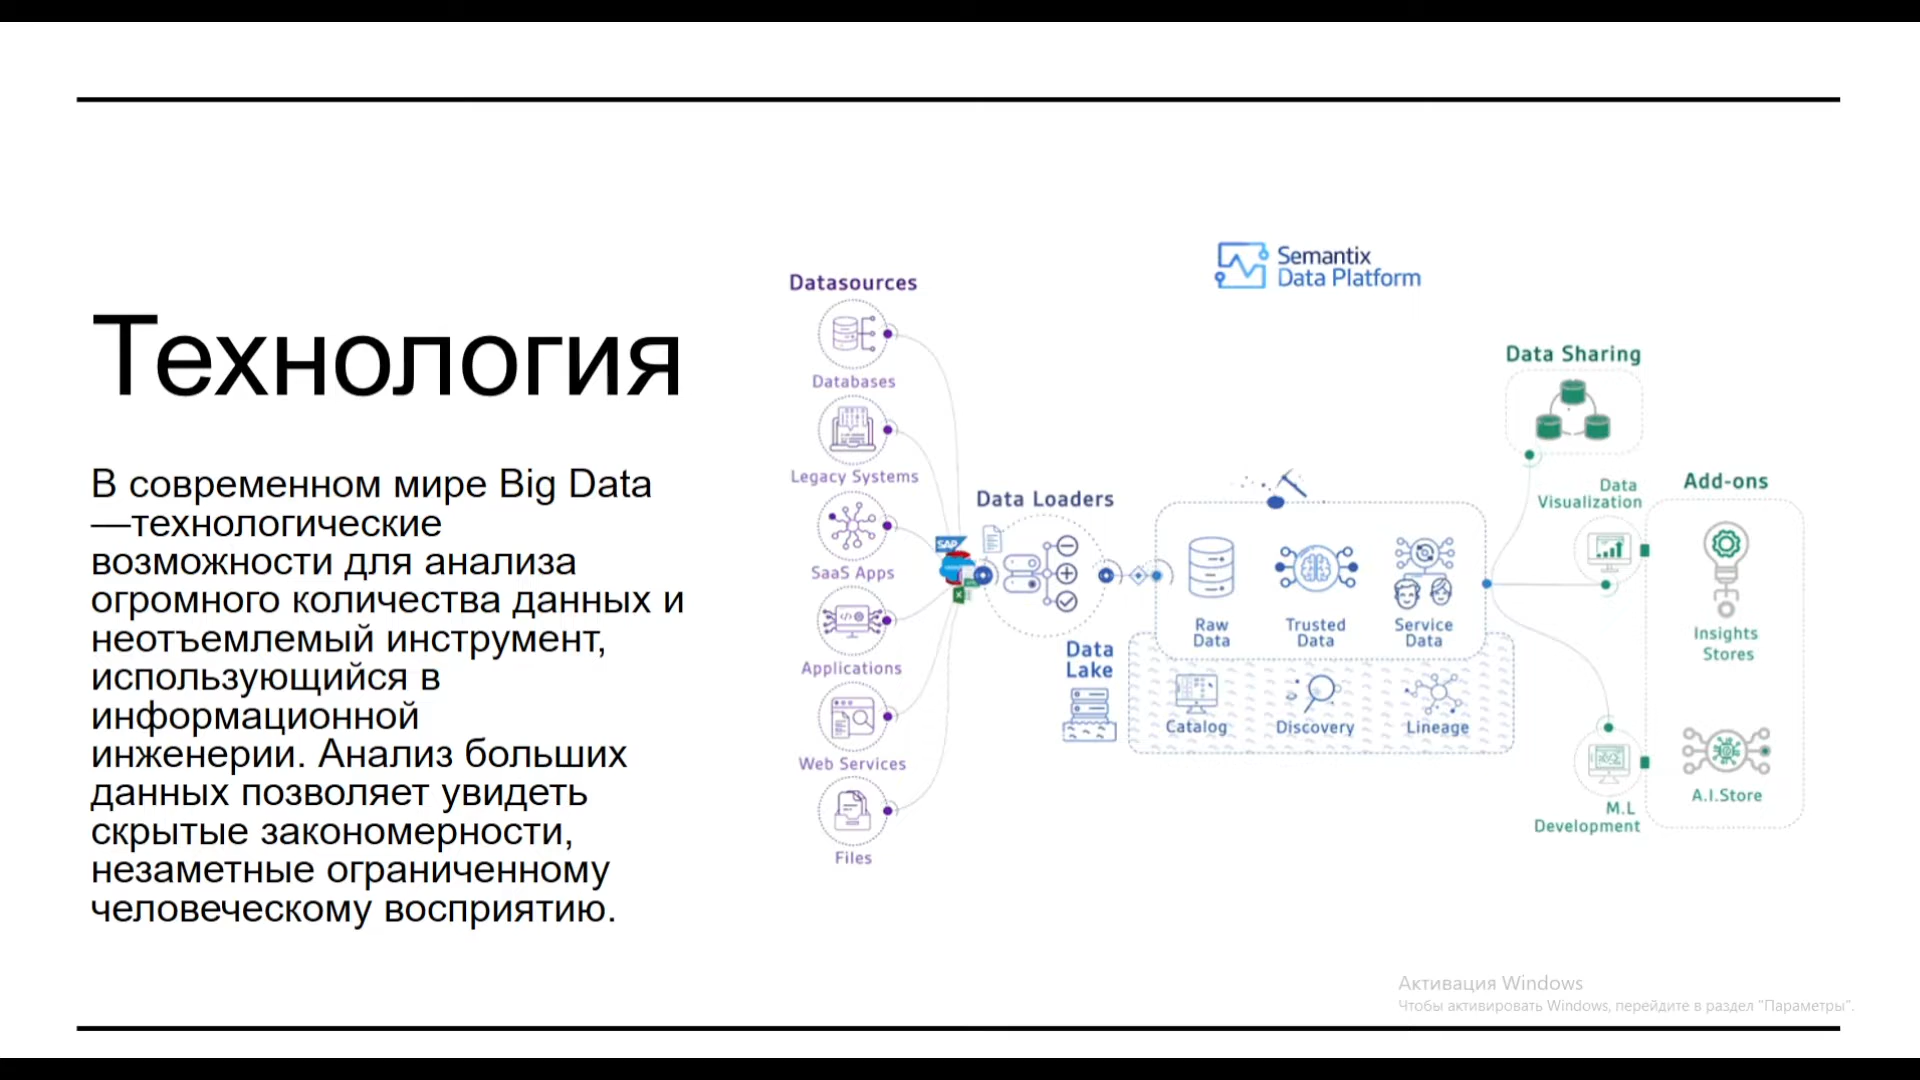 Технология
В современном мире Big Data
—технологические
возможности для анализа
огромного количества данных и
неотъемлемый инструмент,
использующийся в
информационной
инженерии. Анализ больших
данных позволяет увидеть
скрытые закономерности,
незаметные ограниченному
человеческому восприятию.
Semantix
Data Platform
Datasources
Databases
Legacy Systems
SaaS Apps
Applications
Web Services
Files
SAP
Data Loaders
Raw
Data
Trusted
Data
Service
Data
Data
Lake
Catalog
Discovery
Lineage
Data Sharing
Data
Visualization
M.L
Development
Add-ons
Insights
Stores
A.I.Store
Активация Windows
Чтобы активировать Windows, перейдите в раздел "Параметры".